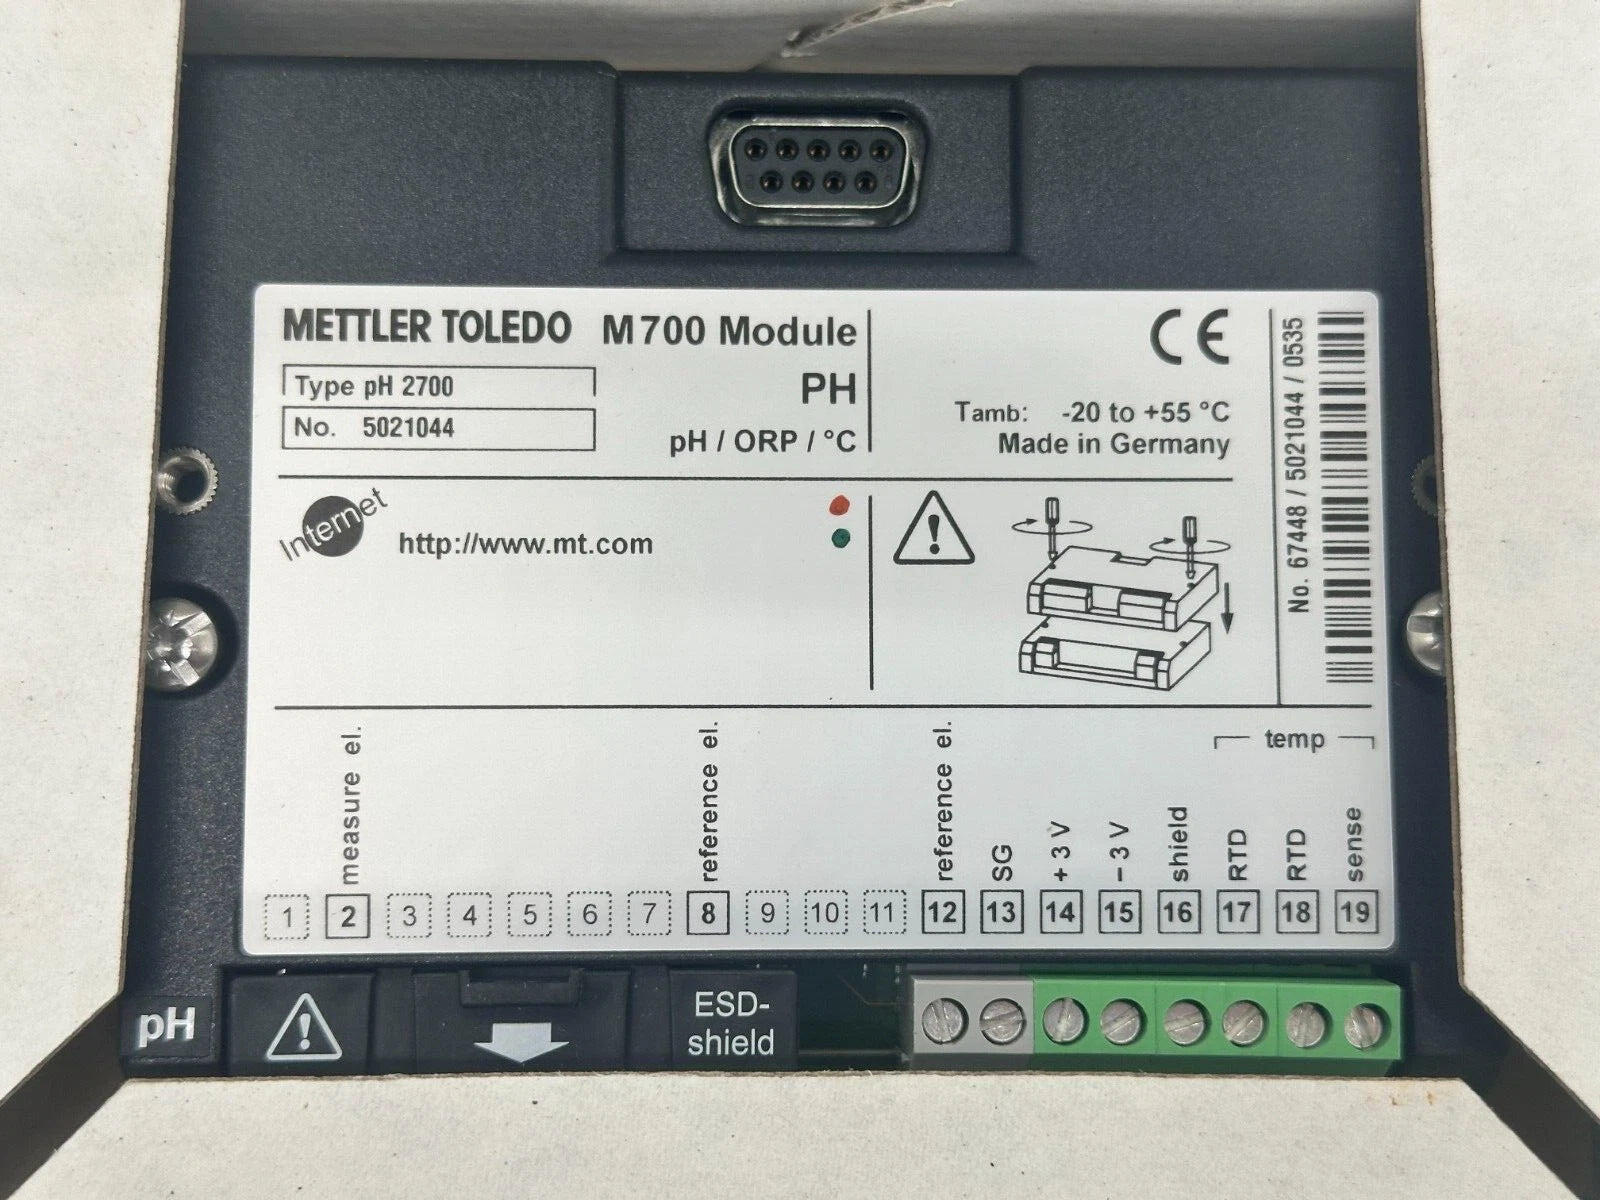 METTLER TOLEDO M700 Module
Type pH 2700
PH
No. 5021044
pH / ORP / °C
CE
Tamb: -20 to +55 °C
Made in Germany
No. 67448 / 5021044 / 0535
Internet
http://www.mt.com
measure el.
reference el.
reference el.
SG
+ 3 V
– 3 V
shield
temp
RTD
RTD
sense
1 2 3 4 5 6 7 8 9 10 11 12 13 14 15 16 17 18 19
pH
ESD-
shield